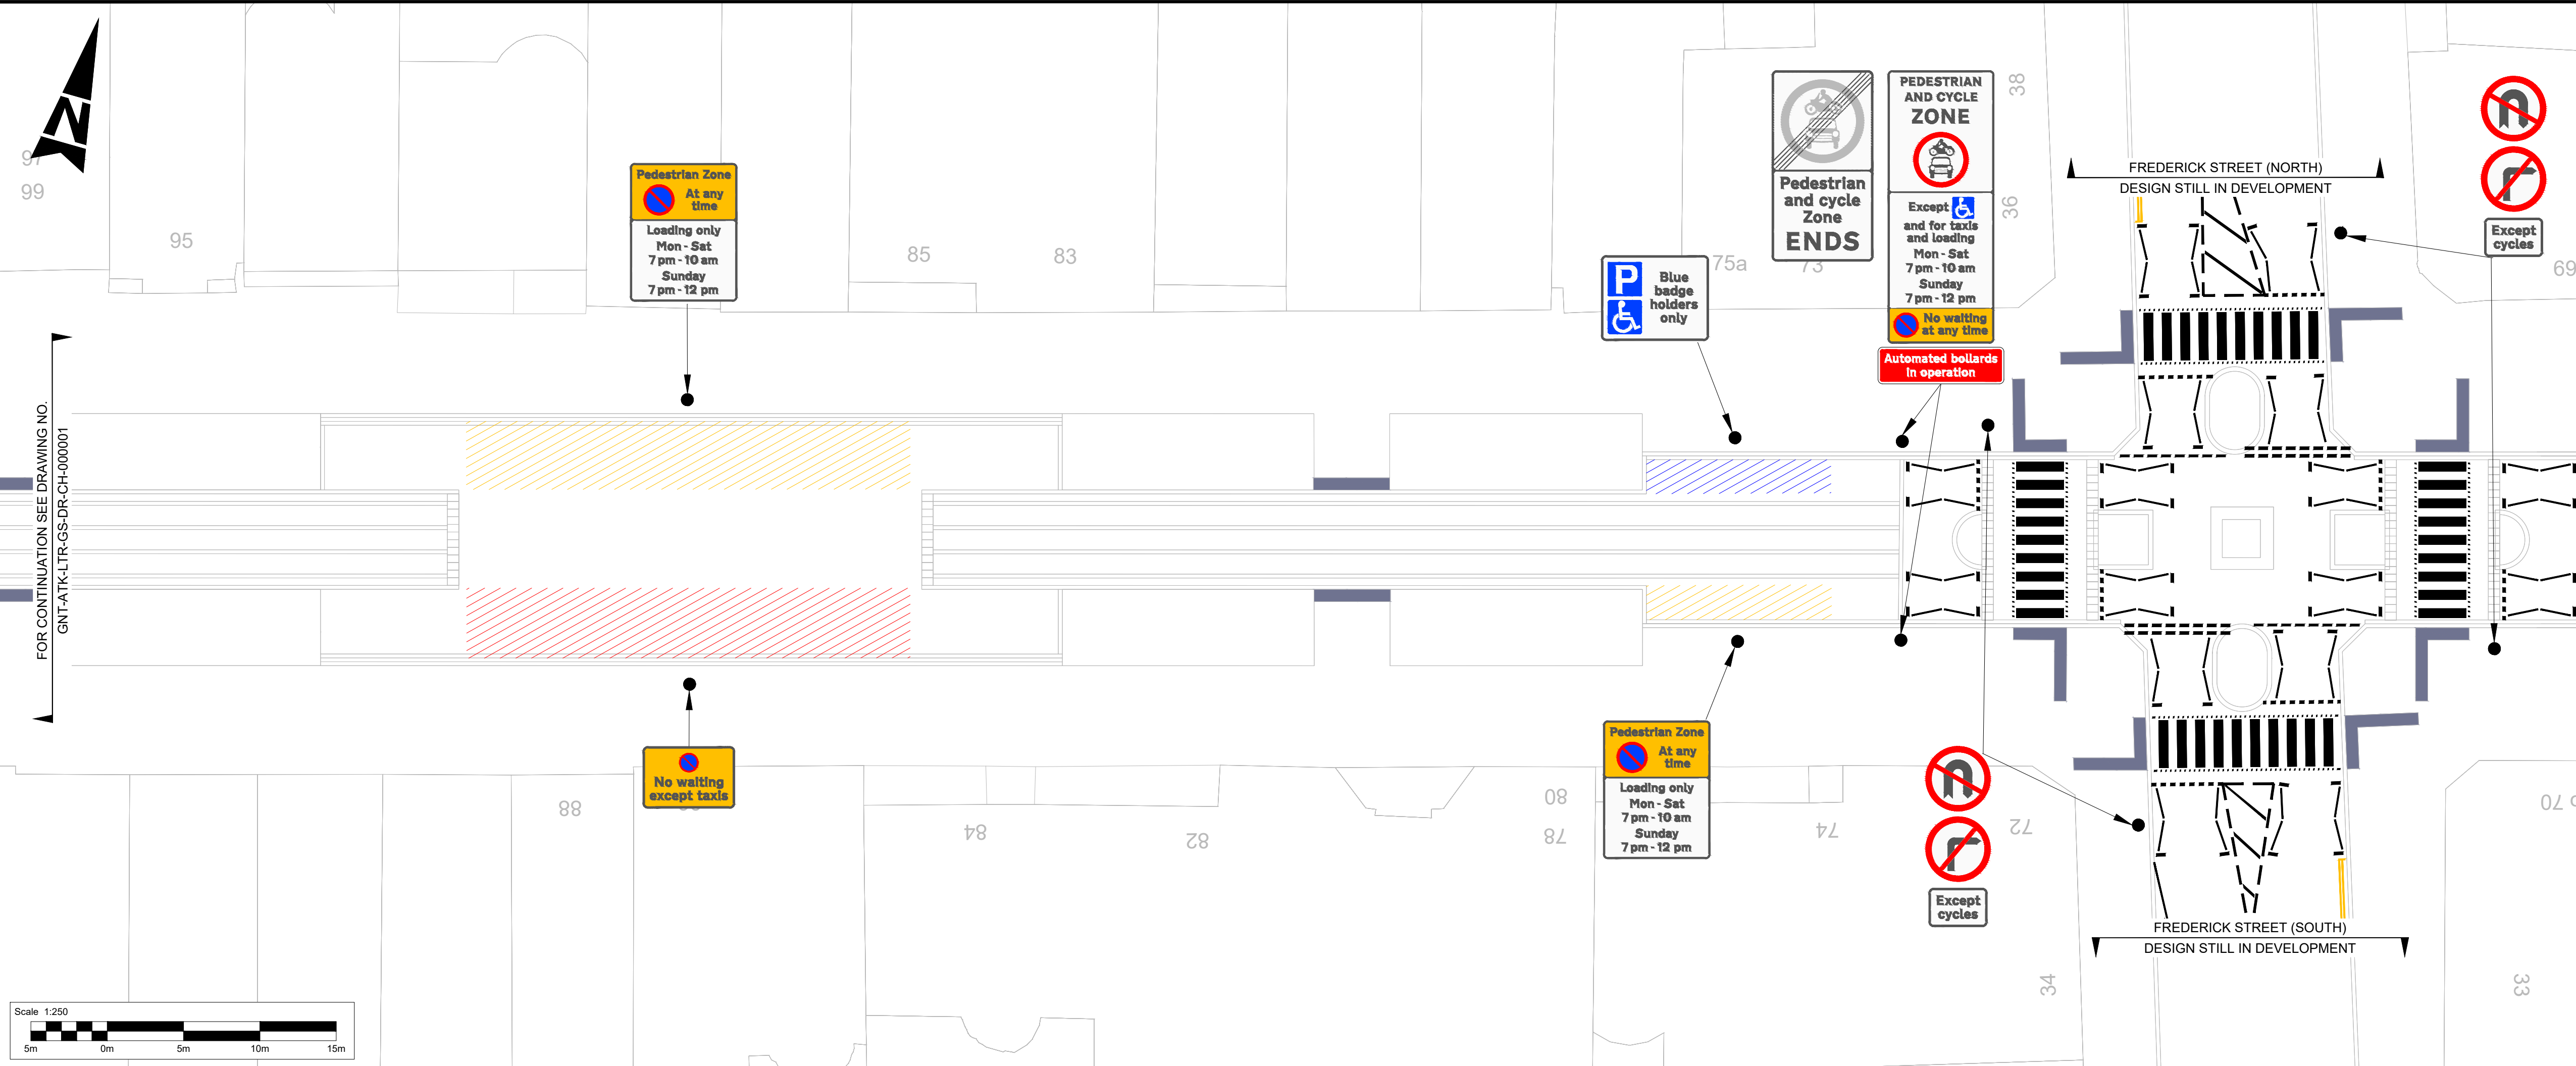 N
97
99
95
85
83
75a
73
38
36
69
Pedestrian Zone
At any
time
Loading only
Mon - Sat
7 pm - 10 am
Sunday
7 pm - 12 pm
P
Blue
badge
holders
only
Pedestrian
and cycle
Zone
ENDS
PEDESTRIAN
AND CYCLE
ZONE
Except
and for taxis
and loading
Mon - Sat
7 pm - 10 am
Sunday
7 pm - 12 pm
No waiting
at any time
Automated bollards
in operation
FREDERICK STREET (NORTH)
DESIGN STILL IN DEVELOPMENT
Except
cycles
FOR CONTINUATION SEE DRAWING NO.
GNT-ATK-LTR-GS-DR-CH-000001
No waiting
except taxis
Pedestrian Zone
At any
time
Loading only
Mon - Sat
7 pm - 10 am
Sunday
7 pm - 12 pm
Except
cycles
88
84
82
80
78
74
72
70
34
33
FREDERICK STREET (SOUTH)
DESIGN STILL IN DEVELOPMENT
Scale 1:250
5m
0m
5m
10m
15m